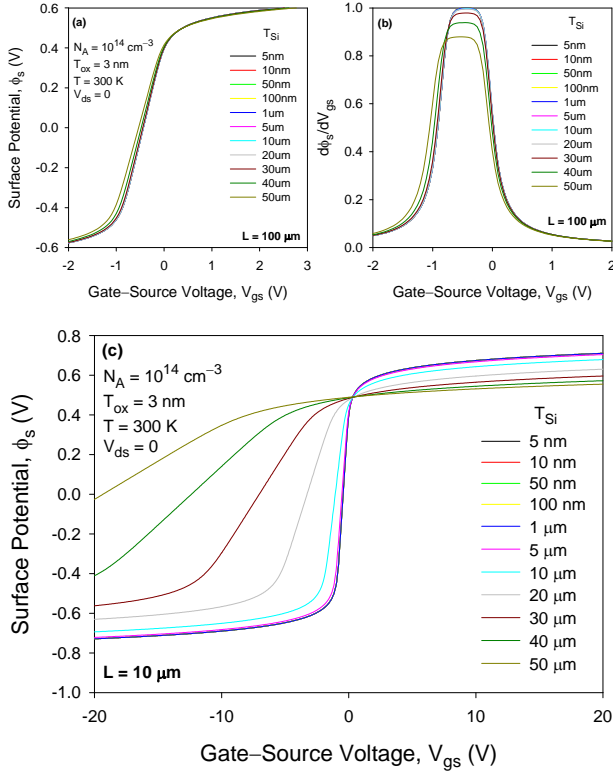 (a)
Surface Potential, ϕs (V)
0.6
0.4
0.2
0.0
-0.2
-0.4
-0.6
N_A = 10^14 cm^-3
T_ox = 3 nm
T = 300 K
V_ds = 0
T_Si
5nm
10nm
50nm
100nm
1um
5um
10um
20um
30um
40um
50um
L = 100 μm
-2 -1 0 1 2 3
Gate–Source Voltage, V_gs (V)
(b)
dϕs/dV_gs
1.0
0.8
0.6
0.4
0.2
0.0
T_Si
5nm
10nm
50nm
100nm
1um
5um
10um
20um
30um
40um
50um
L = 100 μm
-2 -1 0 1 2
Gate–Source Voltage, V_gs (V)
(c)
Surface Potential, ϕs (V)
0.8
0.6
0.4
0.2
0.0
-0.2
-0.4
-0.6
-0.8
-1.0
N_A = 10^14 cm^-3
T_ox = 3 nm
T = 300 K
V_ds = 0
T_Si
5 nm
10 nm
50 nm
100 nm
1 μm
5 μm
10 μm
20 μm
30 μm
40 μm
50 μm
L = 10 μm
-20 -10 0 10 20
Gate–Source Voltage, V_gs (V)